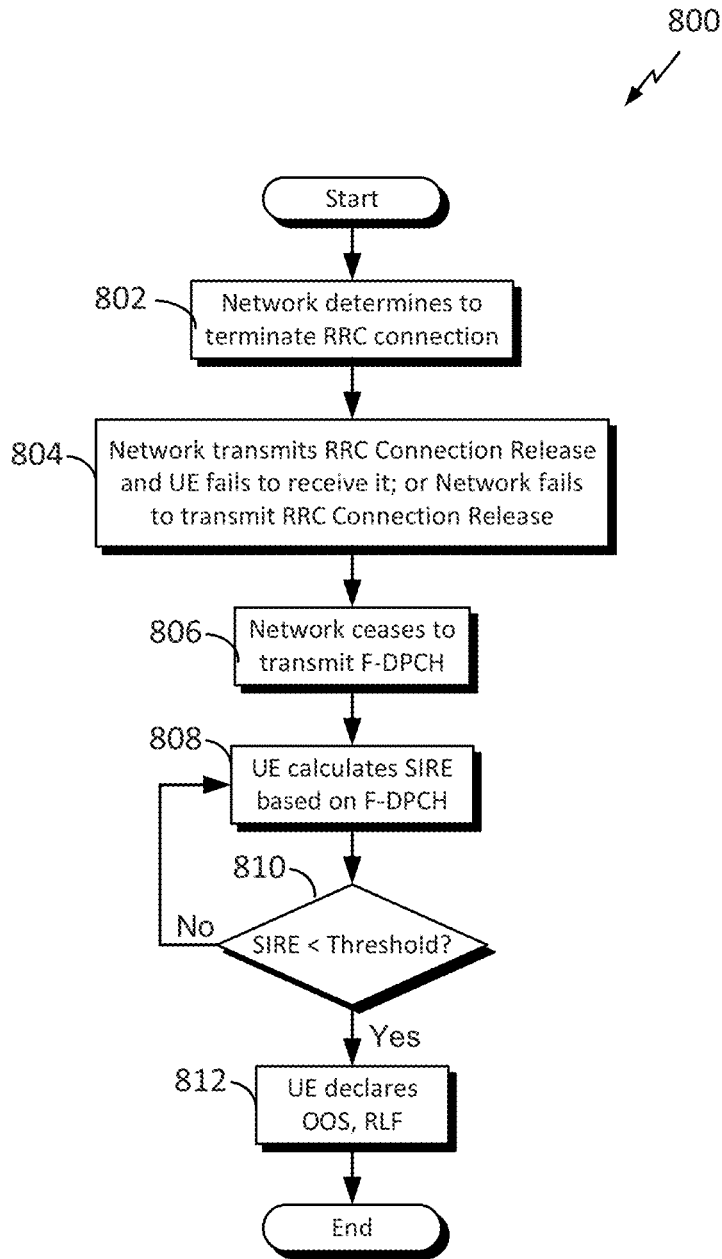 800
Start
802
Network determines to
terminate RRC connection
804
Network transmits RRC Connection Release
and UE fails to receive it; or Network fails
to transmit RRC Connection Release
806
Network ceases to
transmit F-DPCH
808
UE calculates SIRE
based on F-DPCH
810
No
SIRE < Threshold?
Yes
812
UE declares
OOS, RLF
End